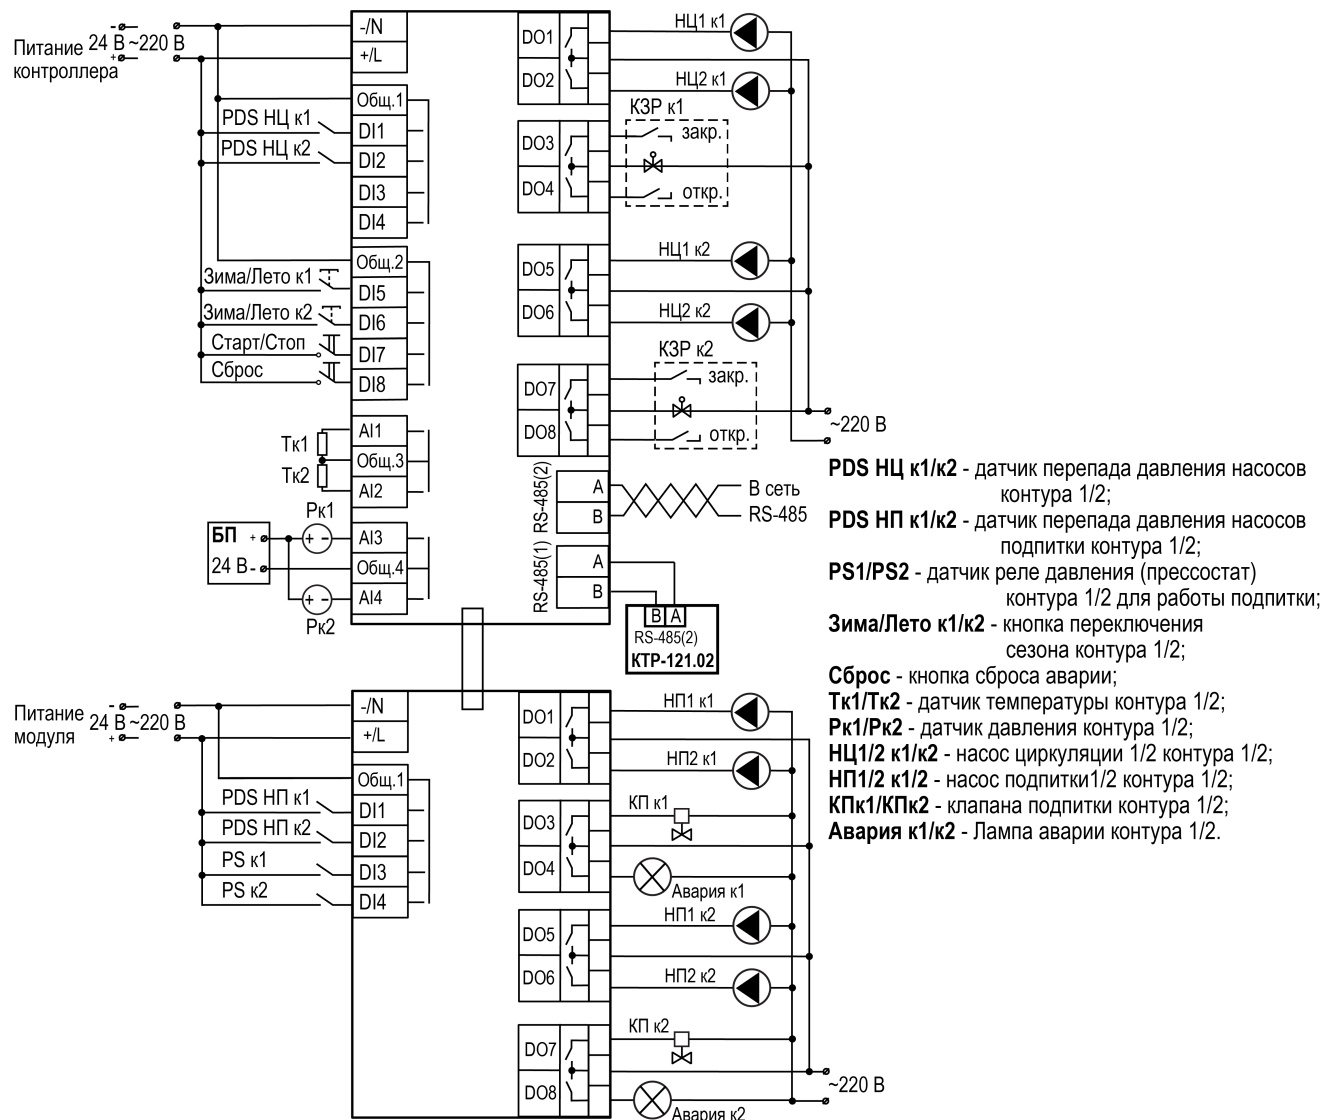 Питание
контроллера
-
24 В
+
~220 В
-/N
+/L
Общ.1
PDS НЦ к1
DI1
PDS НЦ к2
DI2
DI3
DI4
Общ.2
Зима/Лето к1
DI5
Зима/Лето к2
DI6
Старт/Стоп
DI7
Сброс
DI8
Тк1
Тк2
AI1
Общ.3
AI2
БП
+
24 В
-
Рк1
+ -
AI3
Общ.4
AI4
+ -
Рк2
DO1
DO2
НЦ1 к1
НЦ2 к1
КЗР к1
DO3
DO4
закр.
откр.
DO5
DO6
НЦ1 к2
НЦ2 к2
КЗР к2
DO7
DO8
закр.
откр.
~220 В
RS-485(2)
A
B
В сеть
RS-485
RS-485(1)
A
B
B A
RS-485(2)
КТР-121.02
PDS НЦ к1/к2 - датчик перепада давления насосов
контура 1/2;
PDS НП к1/к2 - датчик перепада давления насосов
подпитки контура 1/2;
PS1/PS2 - датчик реле давления (прессостат)
контура 1/2 для работы подпитки;
Зима/Лето к1/к2 - кнопка переключения
сезона контура 1/2;
Сброс - кнопка сброса аварии;
Тк1/Тк2 - датчик температуры контура 1/2;
Рк1/Рк2 - датчик давления контура 1/2;
НЦ1/2 к1/к2 - насос циркуляции 1/2 контура 1/2;
НП1/2 к1/2 - насос подпитки1/2 контура 1/2;
КПк1/КПк2 - клапана подпитки контура 1/2;
Авария к1/к2 - Лампа аварии контура 1/2.
Питание
модуля
-
24 В
+
~220 В
-/N
+/L
Общ.1
PDS НП к1
DI1
PDS НП к2
DI2
PS к1
DI3
PS к2
DI4
DO1
DO2
НП1 к1
НП2 к1
DO3
DO4
КП к1
Авария к1
DO5
DO6
НП1 к2
НП2 к2
DO7
DO8
КП к2
Авария к2
~220 В